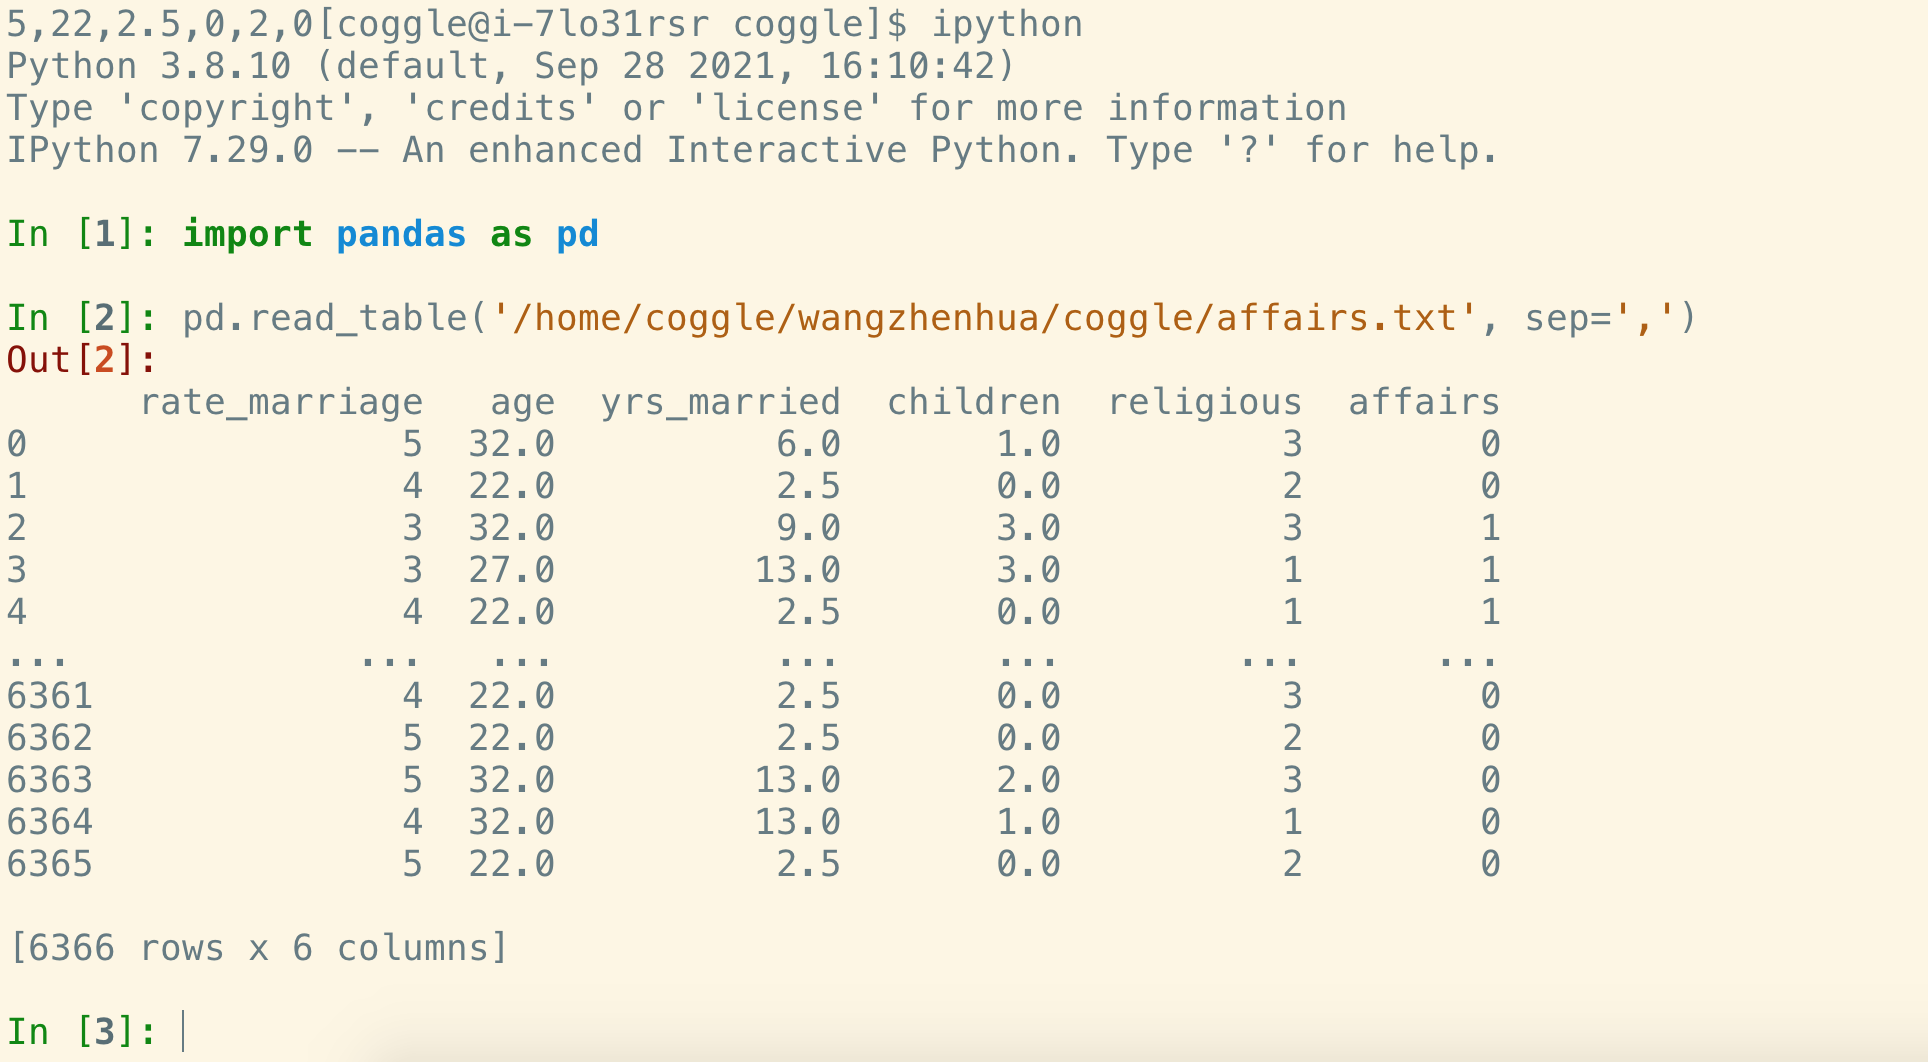 5,22,2.5,0,2,0[coggle@i-7lo31rsr coggle]$ ipython
Python 3.8.10 (default, Sep 28 2021, 16:10:42)
Type 'copyright', 'credits' or 'license' for more information
IPython 7.29.0 -- An enhanced Interactive Python. Type '?' for help.
In [1]: import pandas as pd
In [2]: pd.read_table('/home/coggle/wangzhenhua/coggle/affairs.txt', sep=',')
Out[2]:
      rate_marriage   age  yrs_married  children  religious  affairs
0                 5  32.0          6.0       1.0          3        0
1                 4  22.0          2.5       0.0          2        0
2                 3  32.0          9.0       3.0          3        1
3                 3  27.0         13.0       3.0          1        1
4                 4  22.0          2.5       0.0          1        1
...             ...   ...          ...       ...        ...      ...
6361              4  22.0          2.5       0.0          3        0
6362              5  22.0          2.5       0.0          2        0
6363              5  32.0         13.0       2.0          3        0
6364              4  32.0         13.0       1.0          1        0
6365              5  22.0          2.5       0.0          2        0
[6366 rows x 6 columns]
In [3]: